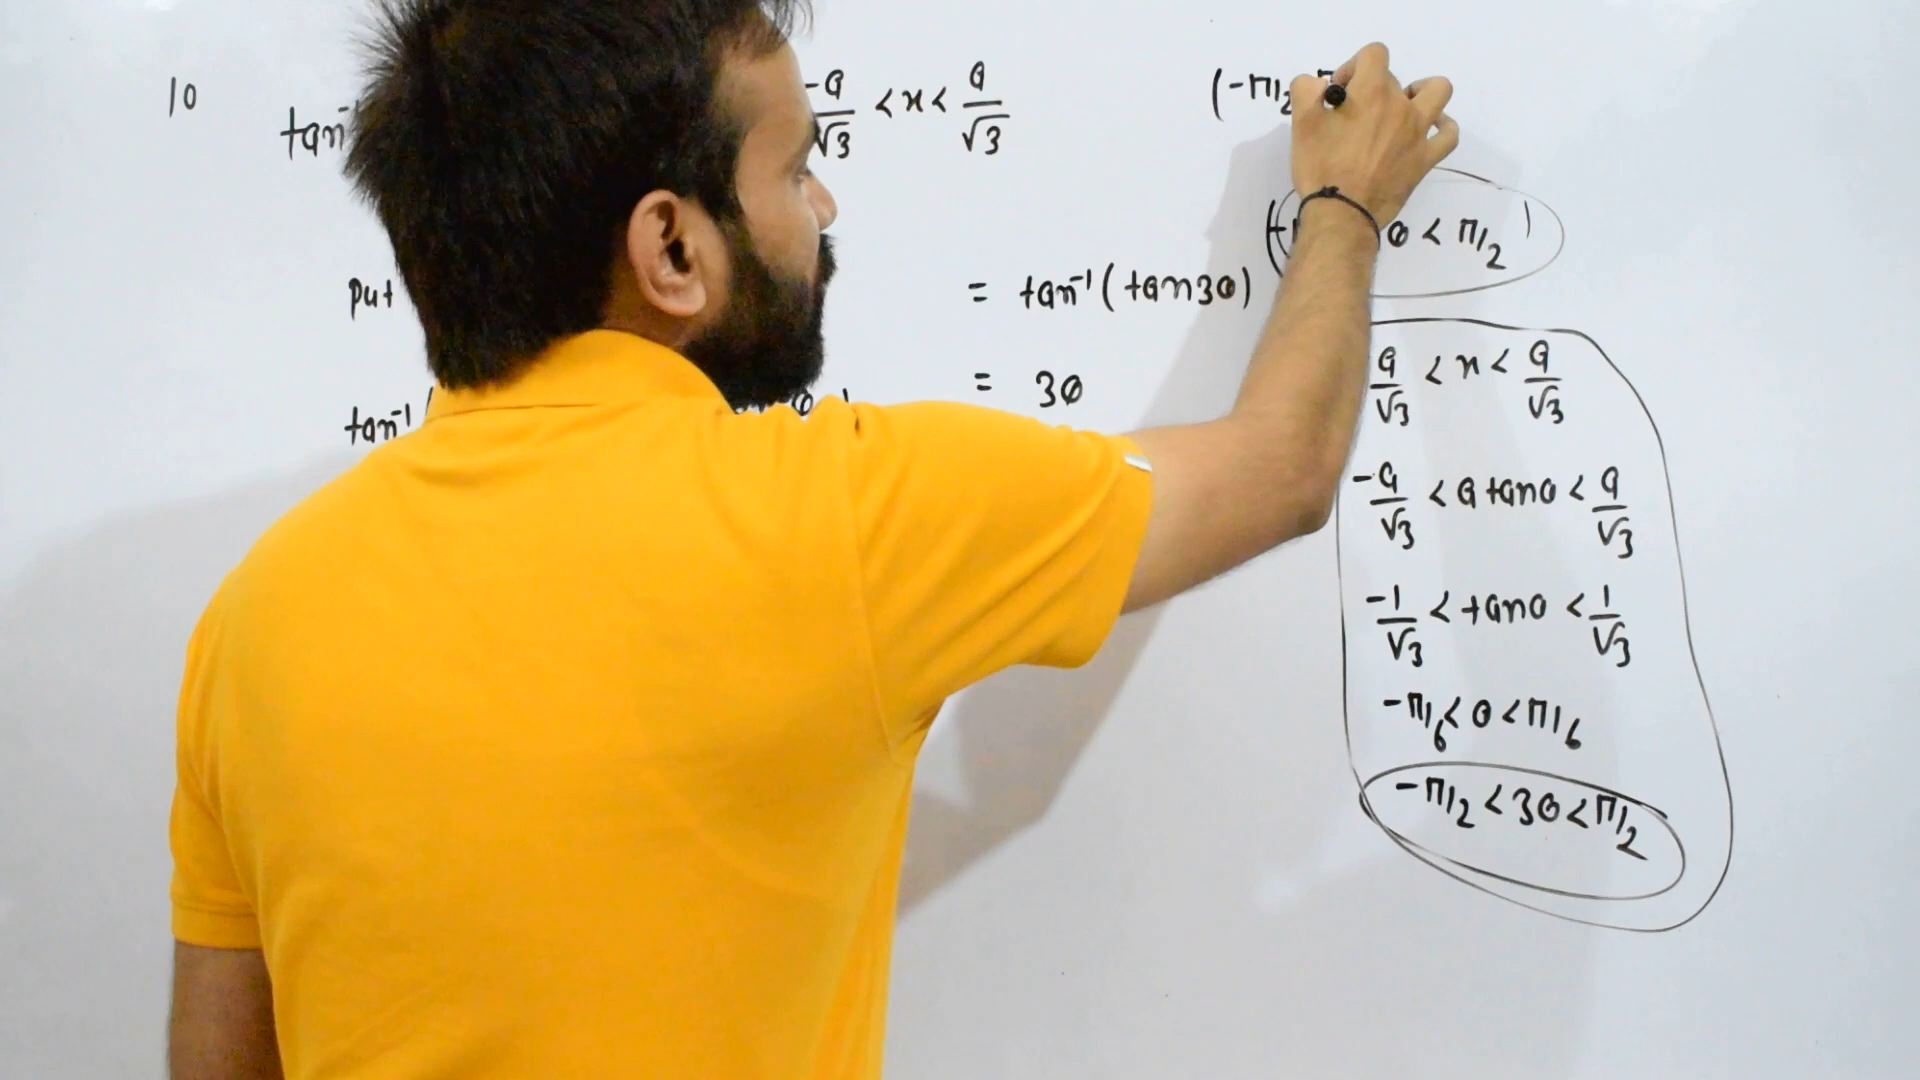 10
tan⁻¹
-a/√3 < x < a/√3
(-π/2
θ < π/2
put
= tan⁻¹(tan3θ)
= 3θ
tan⁻¹(
a/√3 < x < a/√3
-a/√3 < a tanθ < a/√3
-1/√3 < tanθ < 1/√3
-π/6 < θ < π/6
-π/2 < 3θ < π/2